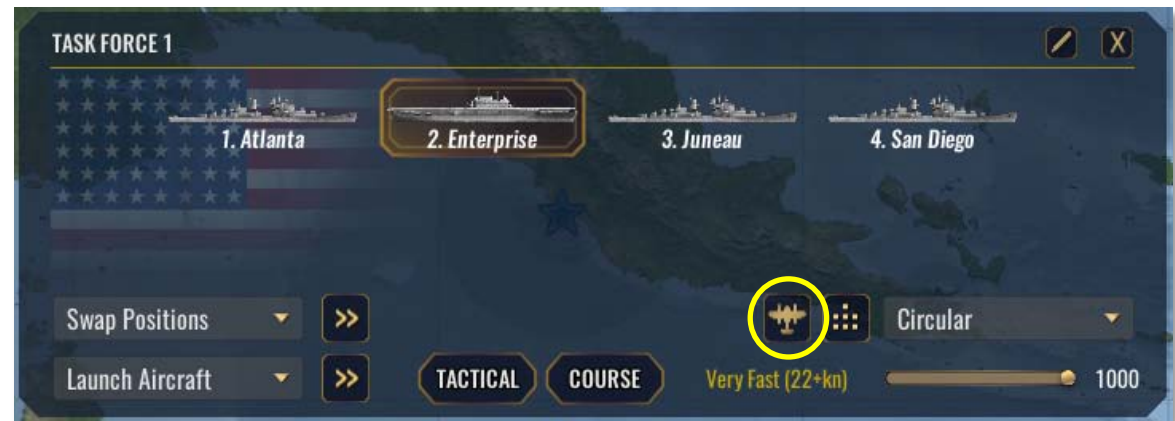 TASK FORCE 1
X
1. Atlanta
2. Enterprise
3. Juneau
4. San Diego
Swap Positions
>>
Circular
Launch Aircraft
>>
TACTICAL
COURSE
Very Fast (22+kn)
1000